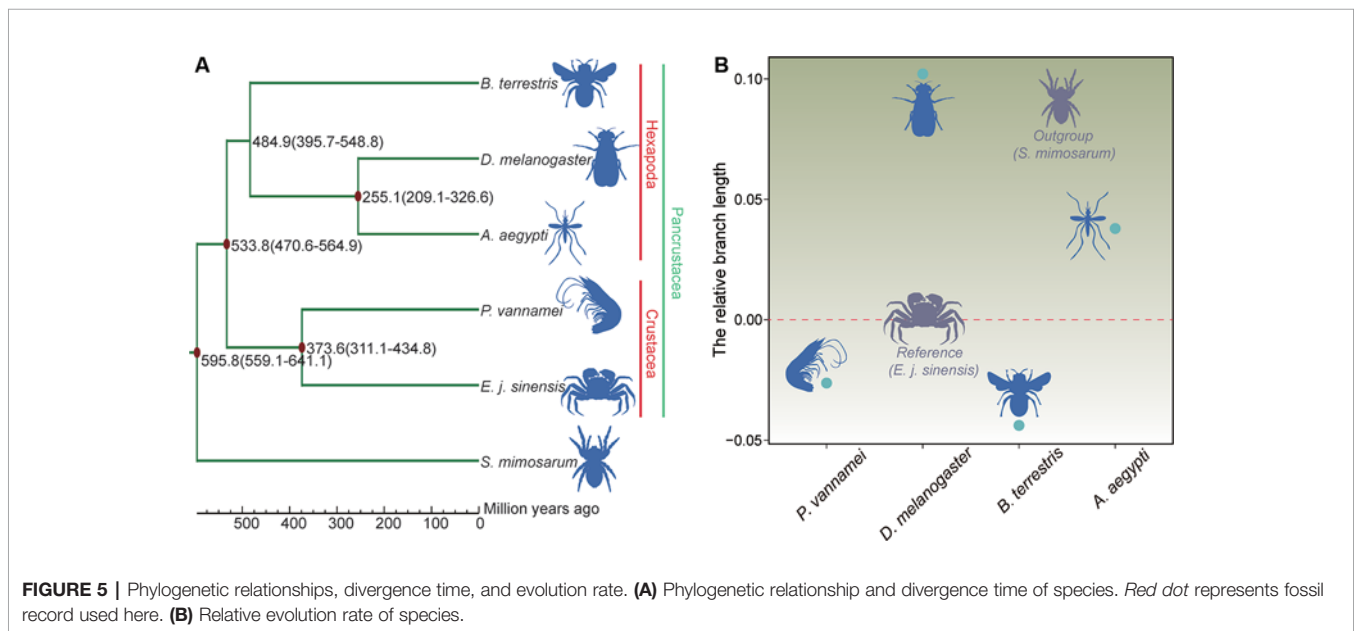 A
B. terrestris
484.9(395.7-548.8)
D. melanogaster
255.1(209.1-326.6)
A. aegypti
533.8(470.6-564.9)
P. vannamei
373.6(311.1-434.8)
595.8(559.1-641.1)
E. j. sinensis
S. mimosarum
Hexapoda
Crustacea
Pancrustacea
Million years ago
500 400 300 200 100 0
B
The relative branch length
0.10
0.05
0.00
−0.05
Outgroup
(S. mimosarum)
Reference
(E. j. sinensis)
P. vannamei
D. melanogaster
B. terrestris
A. aegypti
FIGURE 5 | Phylogenetic relationships, divergence time, and evolution rate. (A) Phylogenetic relationship and divergence time of species. Red dot represents fossil
record used here. (B) Relative evolution rate of species.